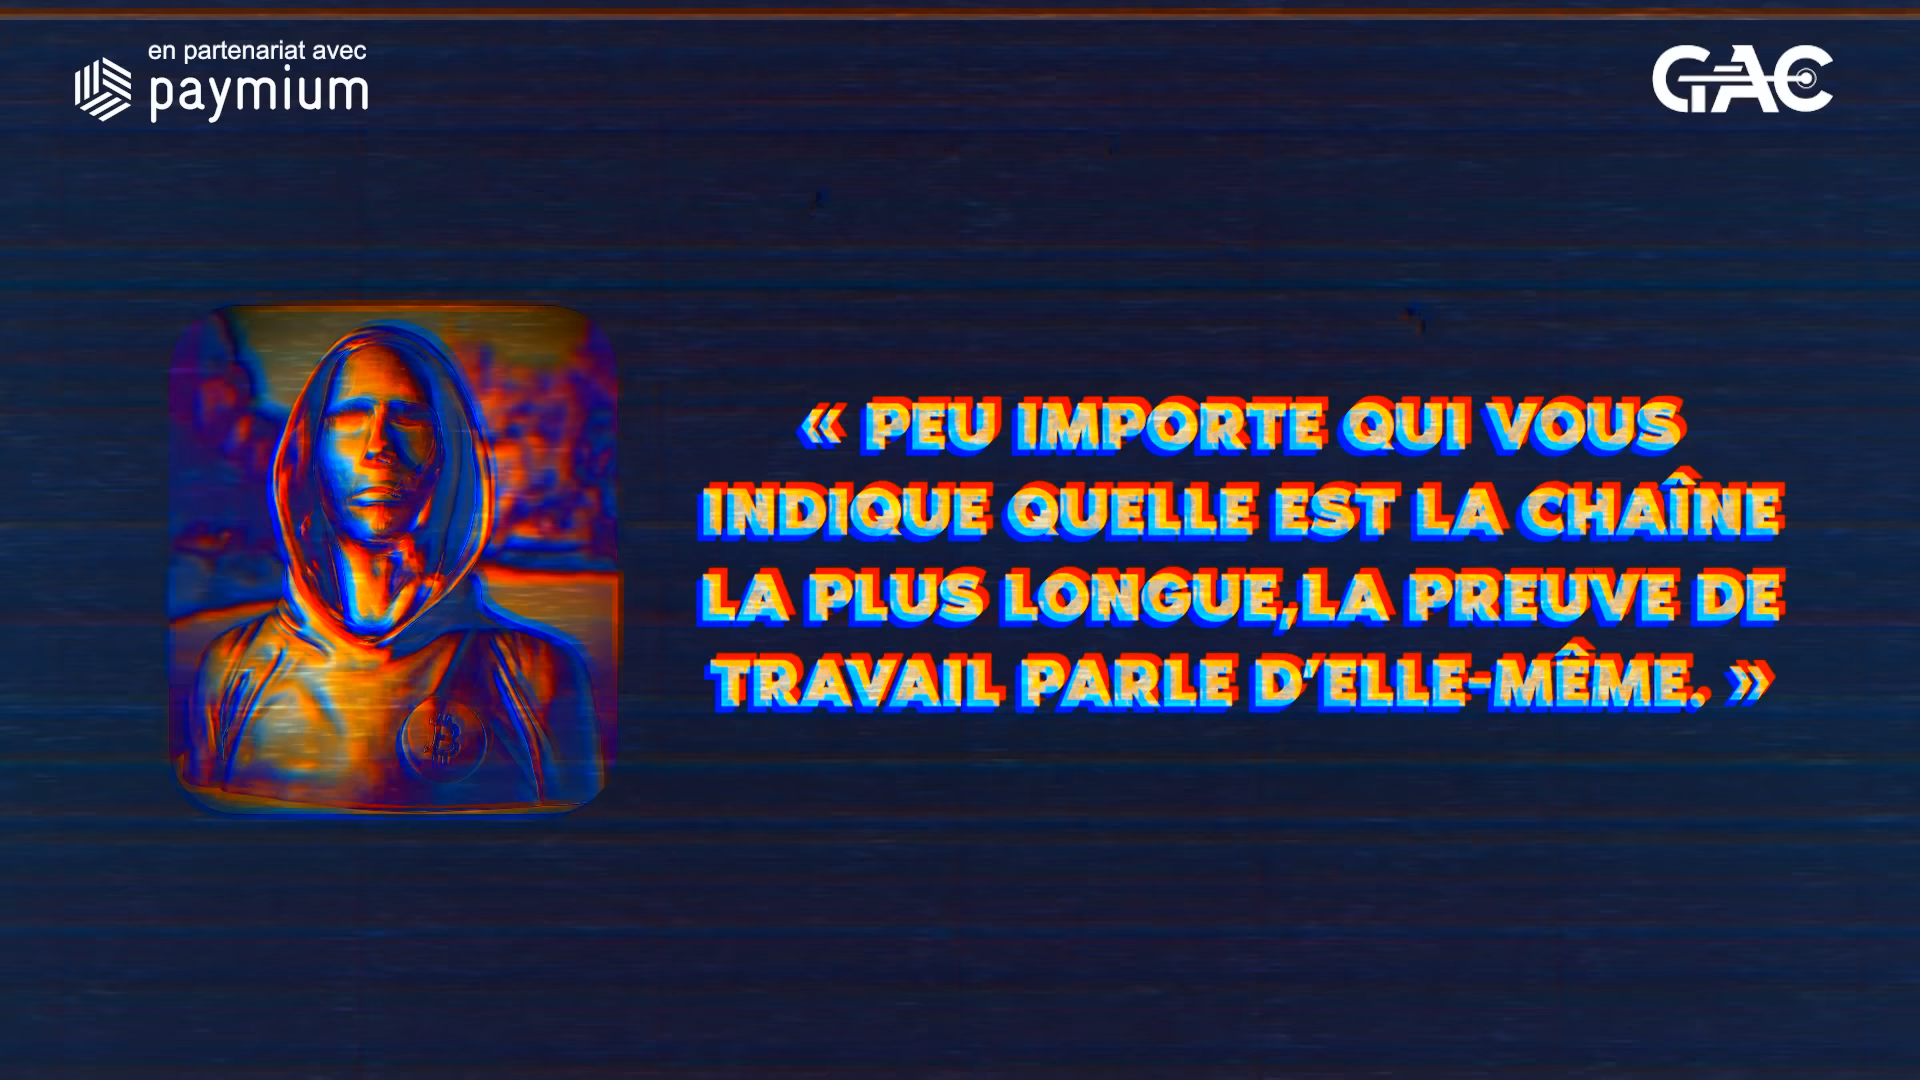 en partenariat avec
paymium
GAC
« PEU IMPORTE QUI VOUS
INDIQUE QUELLE EST LA CHAÎNE
LA PLUS LONGUE,LA PREUVE DE
TRAVAIL PARLE D’ELLE-MÊME. »